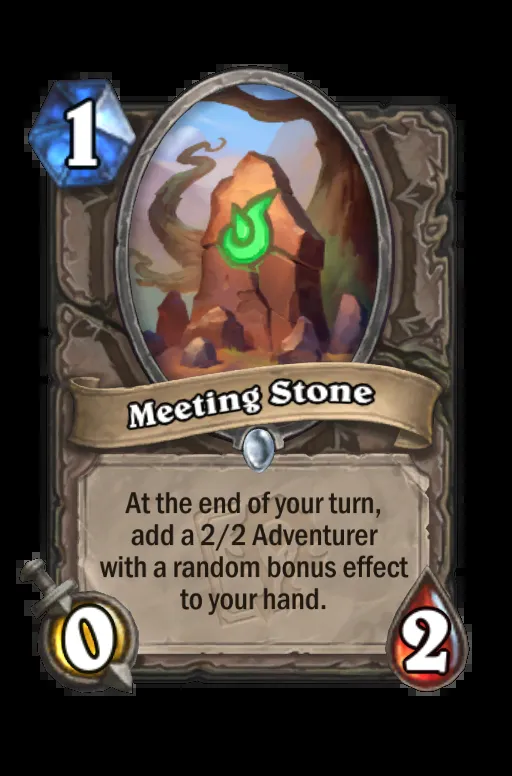 1
Meeting Stone
At the end of your turn,
add a 2/2 Adventurer
with a random bonus effect
to your hand.
0
2